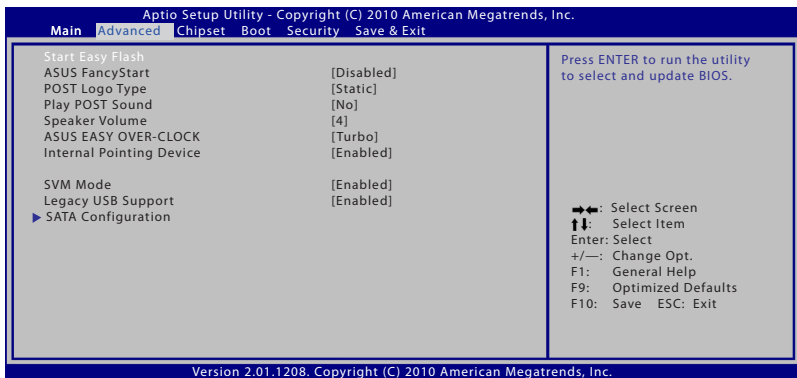 Aptio Setup Utility - Copyright (C) 2010 American Megatrends, Inc.
Main Advanced Chipset Boot Security Save & Exit
Start Easy Flash
ASUS FancyStart [Disabled]
POST Logo Type [Static]
Play POST Sound [No]
Speaker Volume [4]
ASUS EASY OVER-CLOCK [Turbo]
Internal Pointing Device [Enabled]
SVM Mode [Enabled]
Legacy USB Support [Enabled]
SATA Configuration
Press ENTER to run the utility
to select and update BIOS.
→←: Select Screen
↑↓: Select Item
Enter: Select
+/—: Change Opt.
F1: General Help
F9: Optimized Defaults
F10: Save ESC: Exit
Version 2.01.1208. Copyright (C) 2010 American Megatrends, Inc.